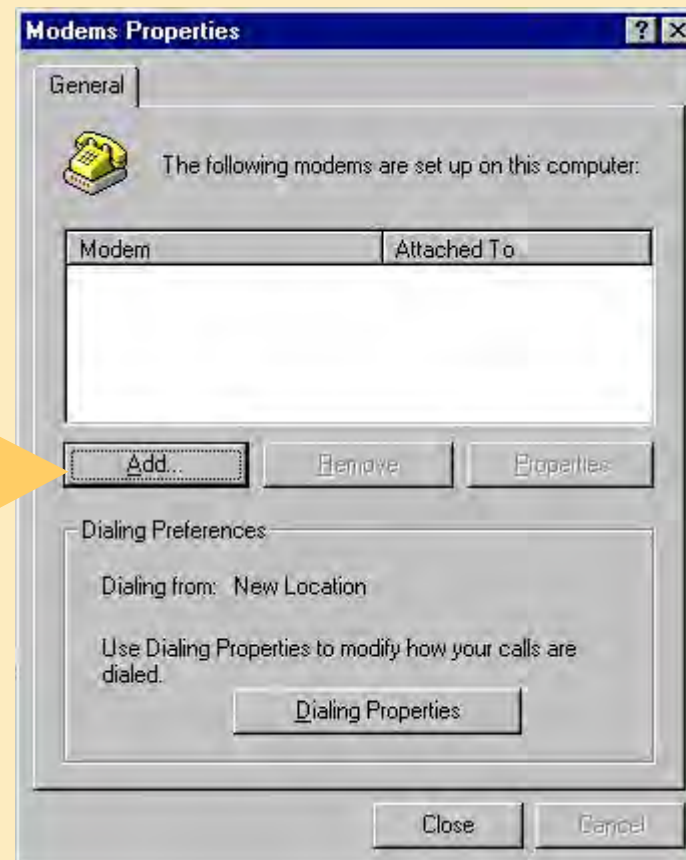 Modems Properties
General
The following modems are set up on this computer:
Modem Attached To
Add... Remove Properties
Dialing Preferences
Dialing from: New Location
Use Dialing Properties to modify how your calls are
dialed.
Dialing Properties
Close Cancel